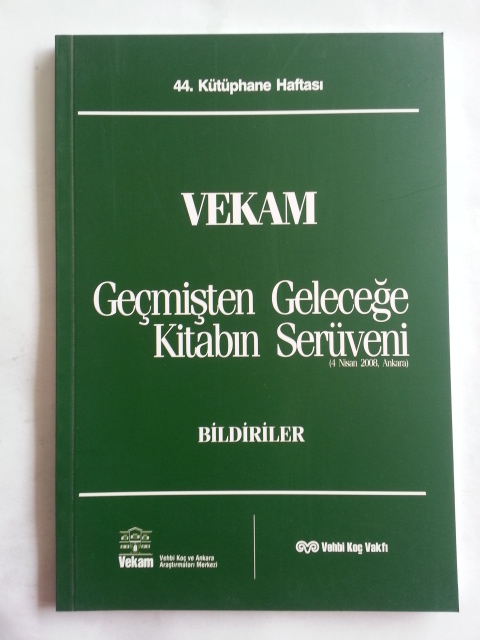 44. Kütüphane Haftası
VEKAM
Geçmişten Geleceğe
Kitabın Serüveni
(4 Nisan 2008, Ankara)
BİLDİRİLER
Vekam
Vehbi Koç ve Ankara
Araştırmaları Merkezi
Vehbi Koç Vakfı